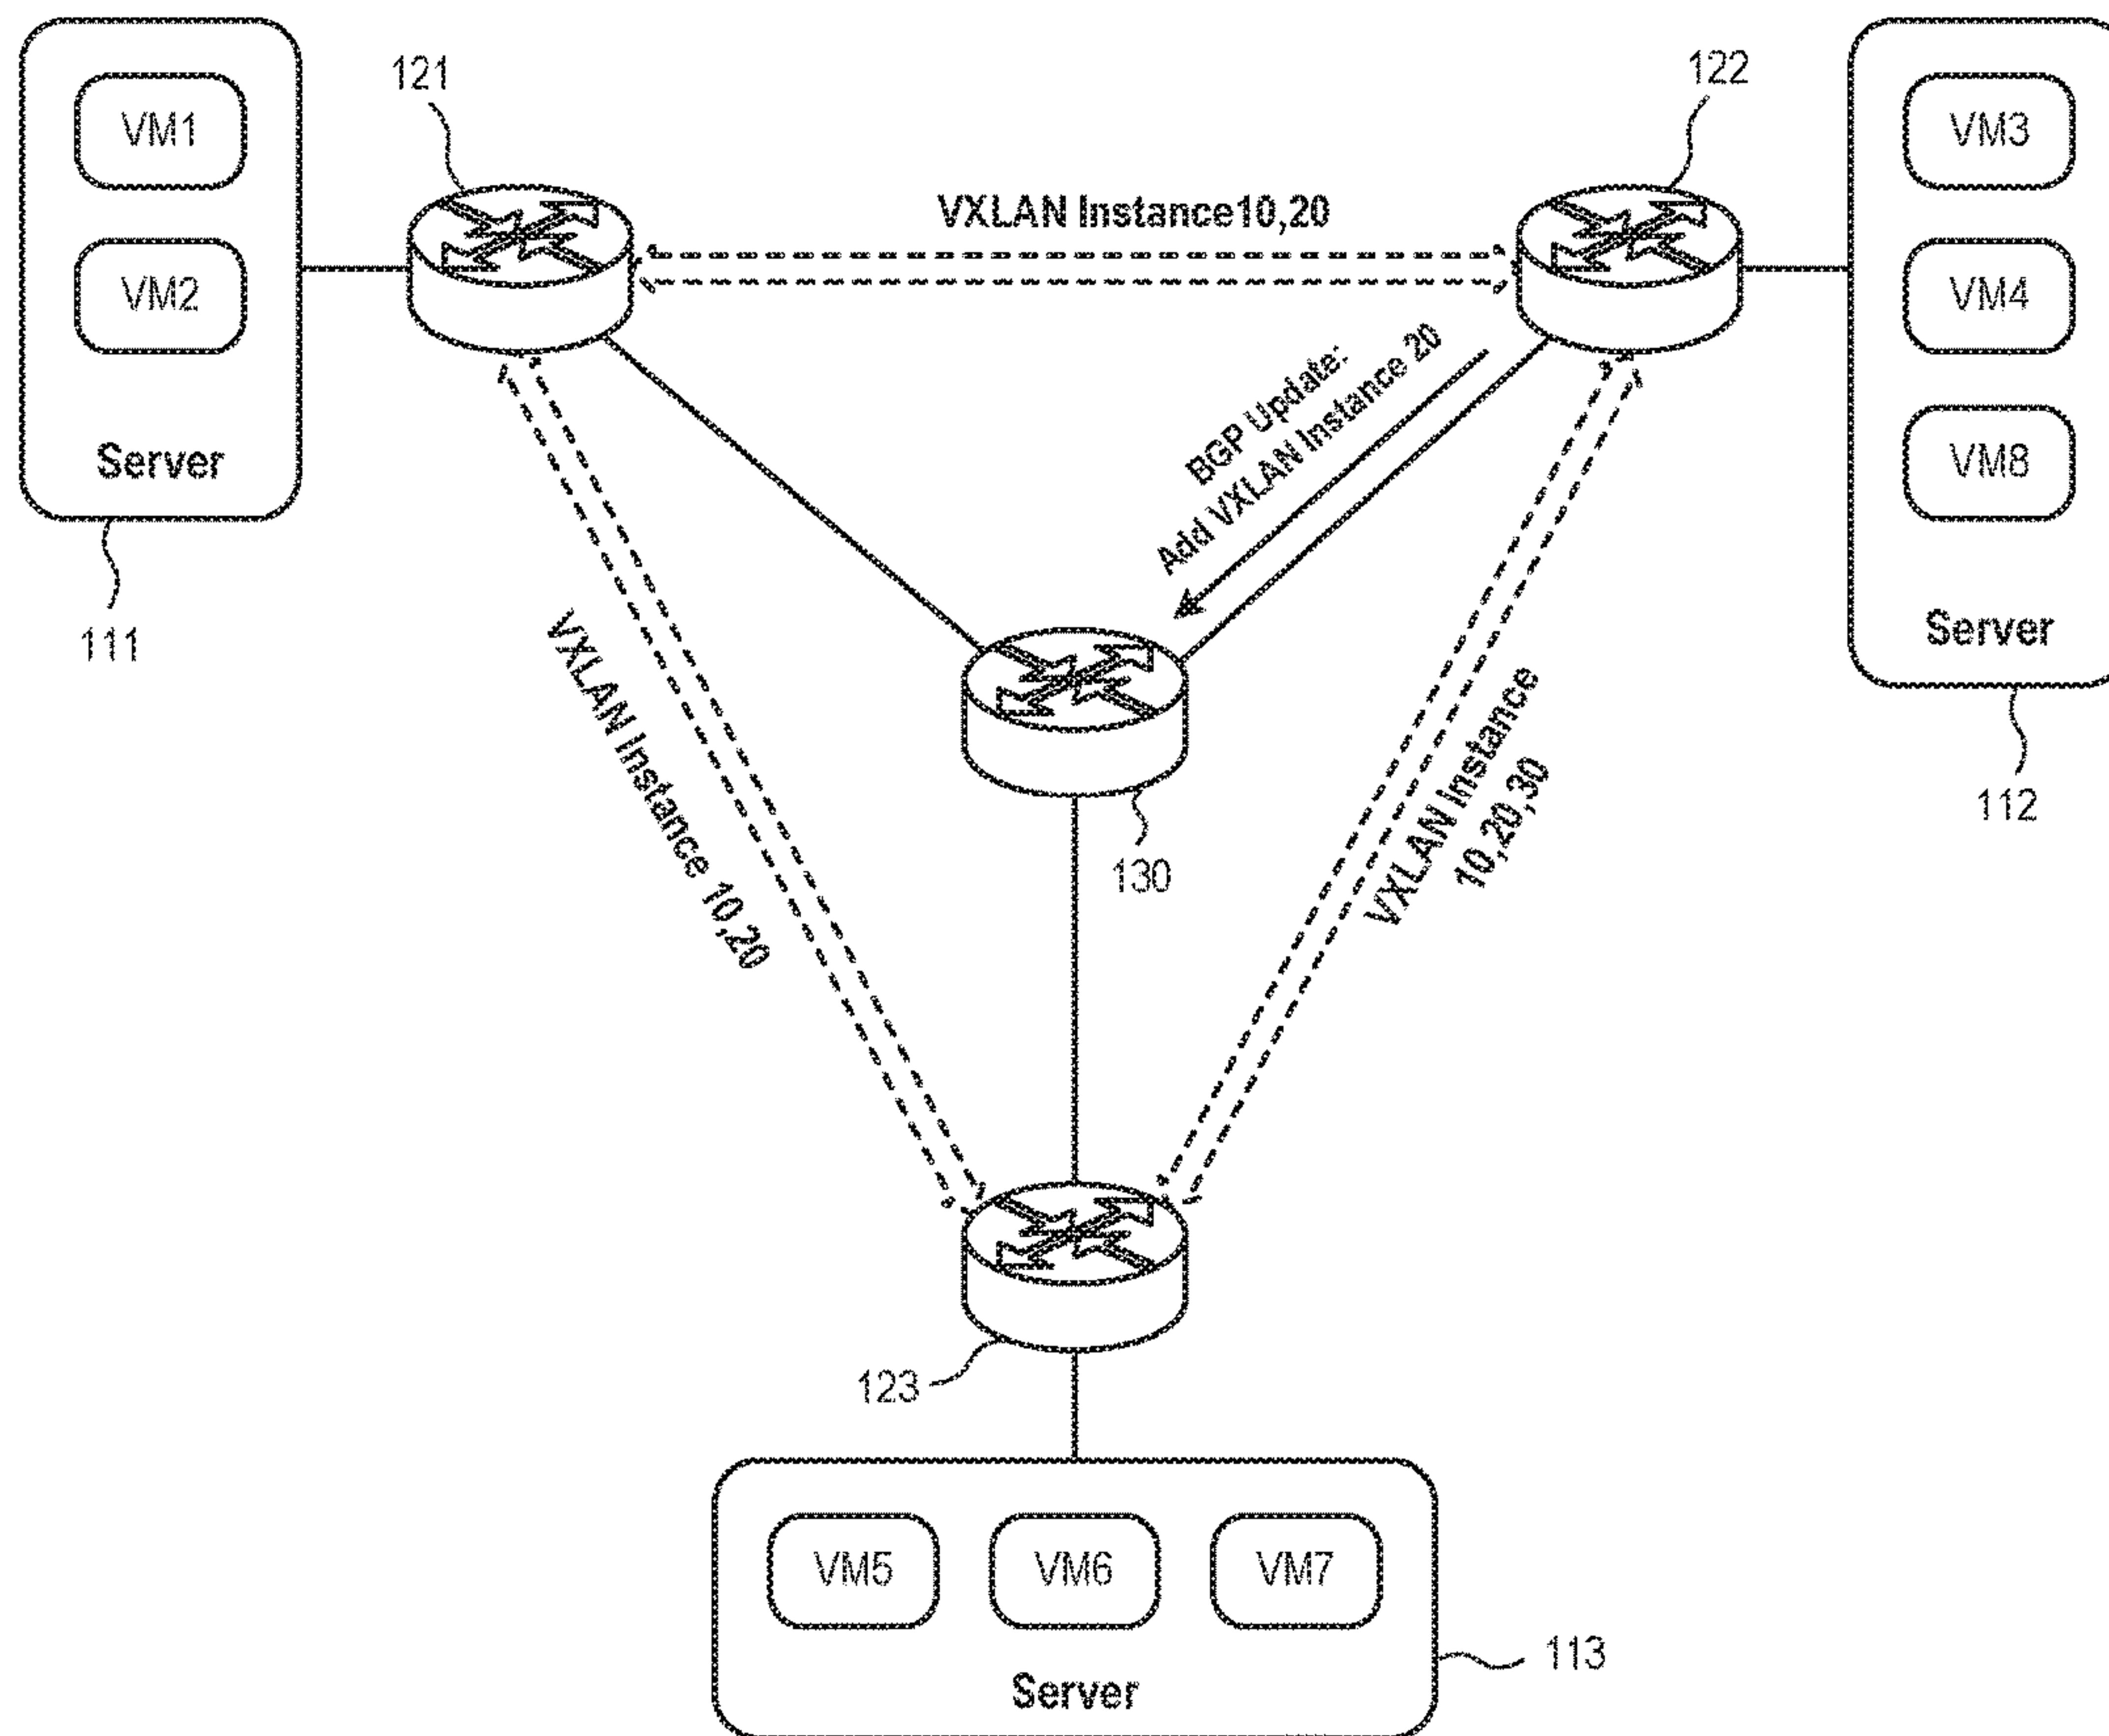 121
122
VM1
VM3
VXLAN Instance10,20
VM2
VM4
BGP Update:
Add VXLAN Instance 20
Server
VM8
111
Server
VXLAN Instance 10,20
VXLAN Instance
10,20,30
112
130
123
VM5 VM6 VM7
113
Server